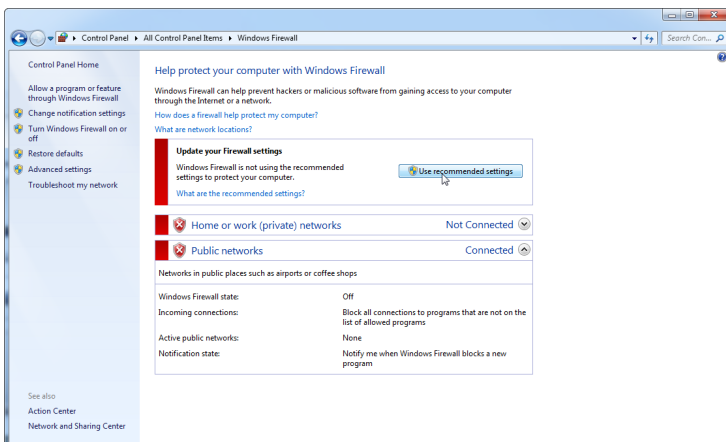 Control Panel ▸ All Control Panel Items ▸ Windows Firewall
Search Con...
Control Panel Home
Allow a program or feature
through Windows Firewall
Change notification settings
Turn Windows Firewall on or
off
Restore defaults
Advanced settings
Troubleshoot my network
See also
Action Center
Network and Sharing Center
Help protect your computer with Windows Firewall
Windows Firewall can help prevent hackers or malicious software from gaining access to your computer
through the Internet or a network.
How does a firewall help protect my computer?
What are network locations?
Update your Firewall settings
Windows Firewall is not using the recommended
settings to protect your computer.
Use recommended settings
What are the recommended settings?
Home or work (private) networks Not Connected
Public networks Connected
Networks in public places such as airports or coffee shops
Windows Firewall state: Off
Incoming connections: Block all connections to programs that are not on the
list of allowed programs
Active public networks: None
Notification state: Notify me when Windows Firewall blocks a new
program